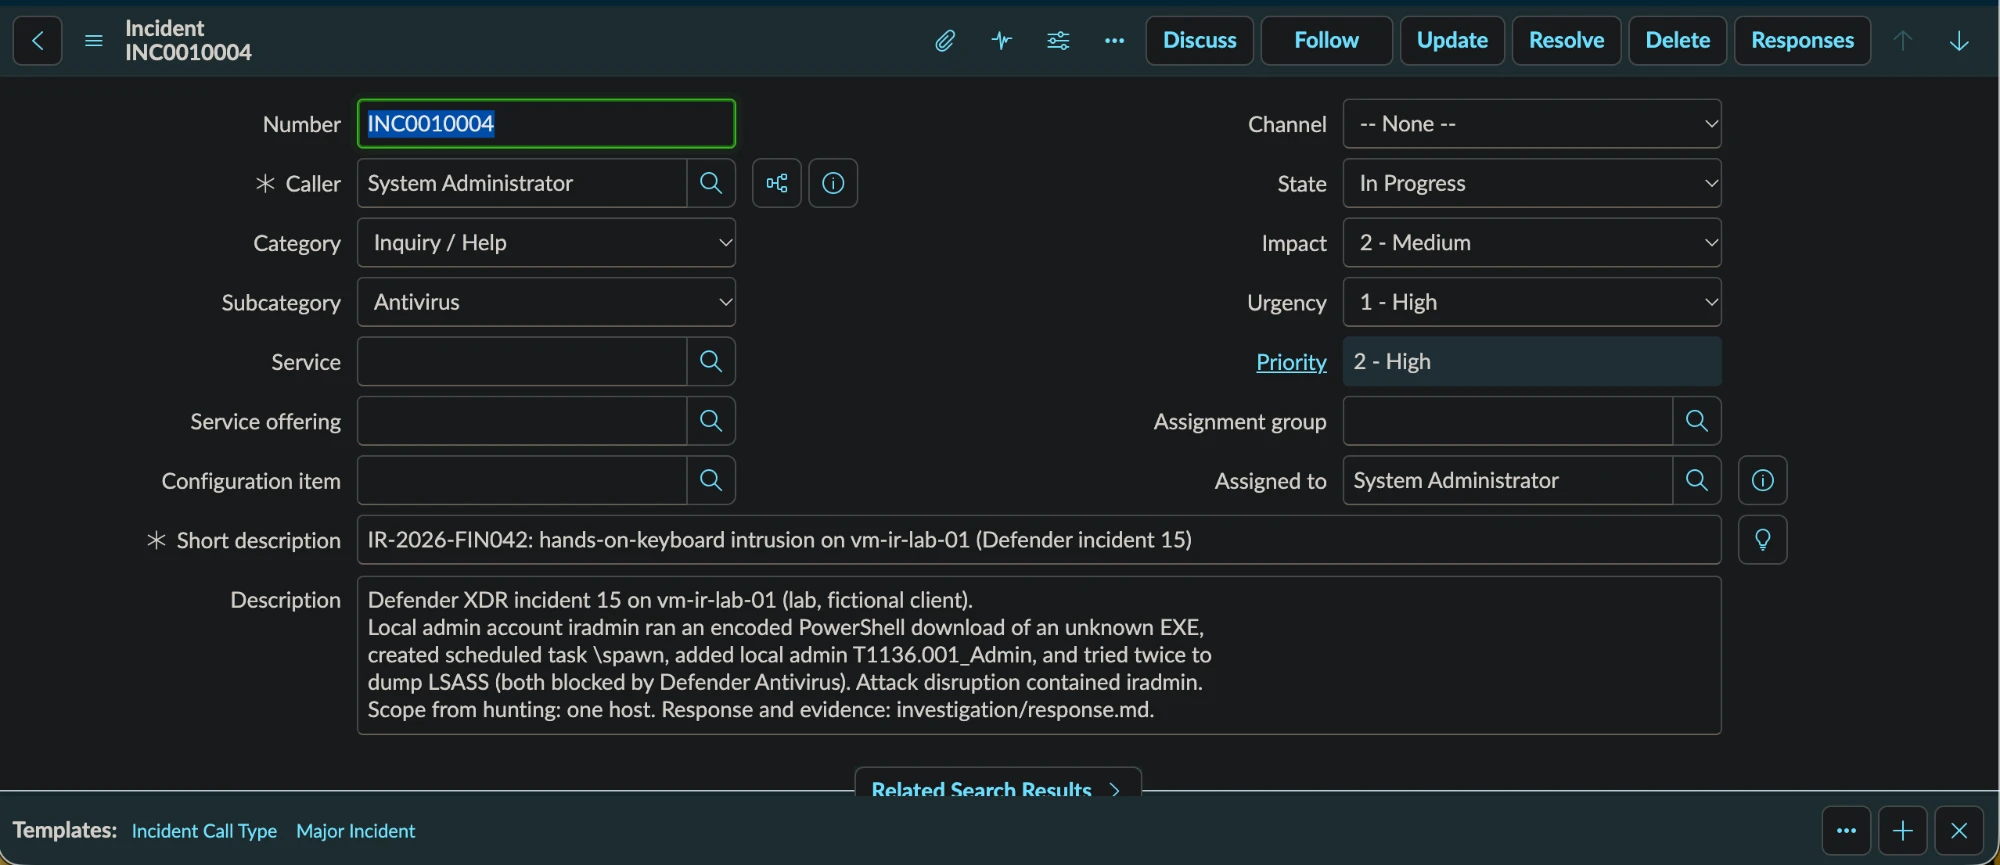 Incident
INC0010004
Discuss
Follow
Update
Resolve
Delete
Responses
Number
INC0010004
Channel
-- None --
Caller
System Administrator
State
In Progress
Category
Inquiry / Help
Impact
2 - Medium
Subcategory
Antivirus
Urgency
1 - High
Service
Priority
2 - High
Service offering
Assignment group
Configuration item
Assigned to
System Administrator
Short description
IR-2026-FIN042: hands-on-keyboard intrusion on vm-ir-lab-01 (Defender incident 15)
Description
Defender XDR incident 15 on vm-ir-lab-01 (lab, fictional client).
Local admin account iradmin ran an encoded PowerShell download of an unknown EXE,
created scheduled task \spawn, added local admin T1136.001_Admin, and tried twice to
dump LSASS (both blocked by Defender Antivirus). Attack disruption contained iradmin.
Scope from hunting: one host. Response and evidence: investigation/response.md.
Related Search Results
Templates:
Incident Call Type
Major Incident